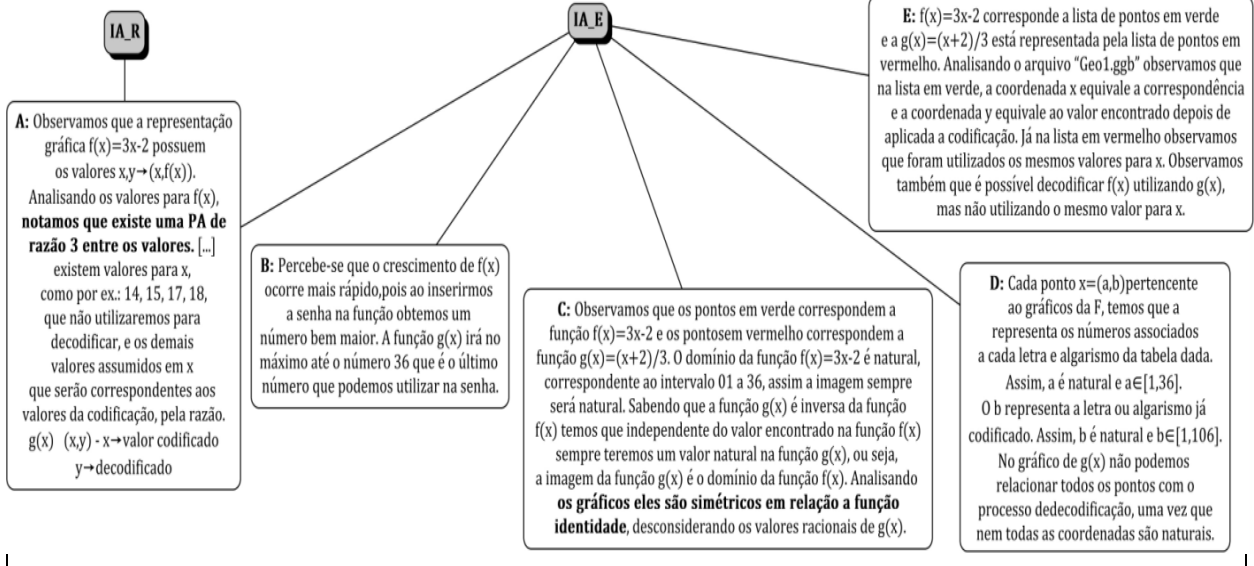 IA_R
IA_E
A: Observamos que a representação
gráfica f(x)=3x-2 possuem
os valores x,y→(x,f(x)).
Analisando os valores para f(x),
notamos que existe uma PA de
razão 3 entre os valores. [...]
existem valores para x,
como por ex.: 14, 15, 17, 18,
que não utilizaremos para
decodificar, e os demais
valores assumidos em x
que serão correspondentes aos
valores da codificação, pela razão.
g(x) (x,y) - x→valor codificado
y→decodificado
B: Percebe-se que o crescimento de f(x)
ocorre mais rápido,pois ao inserirmos
a senha na função obtemos um
número bem maior. A função g(x) irá no
máximo até o número 36 que é o último
número que podemos utilizar na senha.
C: Observamos que os pontos em verde correspondem a
função f(x)=3x-2 e os pontosem vermelho correspondem a
função g(x)=(x+2)/3. O domínio da função f(x)=3x-2 é natural,
correspondente ao intervalo 01 a 36, assim a imagem sempre
será natural. Sabendo que a função g(x) é inversa da função
f(x) temos que independente do valor encontrado na função f(x)
sempre teremos um valor natural na função g(x), ou seja,
a imagem da função g(x) é o domínio da função f(x). Analisando
os gráficos eles são simétricos em relação a função
identidade, desconsiderando os valores racionais de g(x).
D: Cada ponto x=(a,b)pertencente
ao gráficos da F, temos que a
representa os números associados
a cada letra e algarismo da tabela dada.
Assim, a é natural e a∈[1,36].
O b representa a letra ou algarismo já
codificado. Assim, b é natural e b∈[1,106].
No gráfico de g(x) não podemos
relacionar todos os pontos com o
processo dedecodificação, uma vez que
nem todas as coordenadas são naturais.
E: f(x)=3x-2 corresponde a lista de pontos em verde
e a g(x)=(x+2)/3 está representada pela lista de pontos em
vermelho. Analisando o arquivo “Geo1.ggb” observamos que
na lista em verde, a coordenada x equivale a correspondência
e a coordenada y equivale ao valor encontrado depois de
aplicada a codificação. Já na lista em vermelho observamos
que foram utilizados os mesmos valores para x. Observamos
também que é possível decodificar f(x) utilizando g(x),
mas não utilizando o mesmo valor para x.